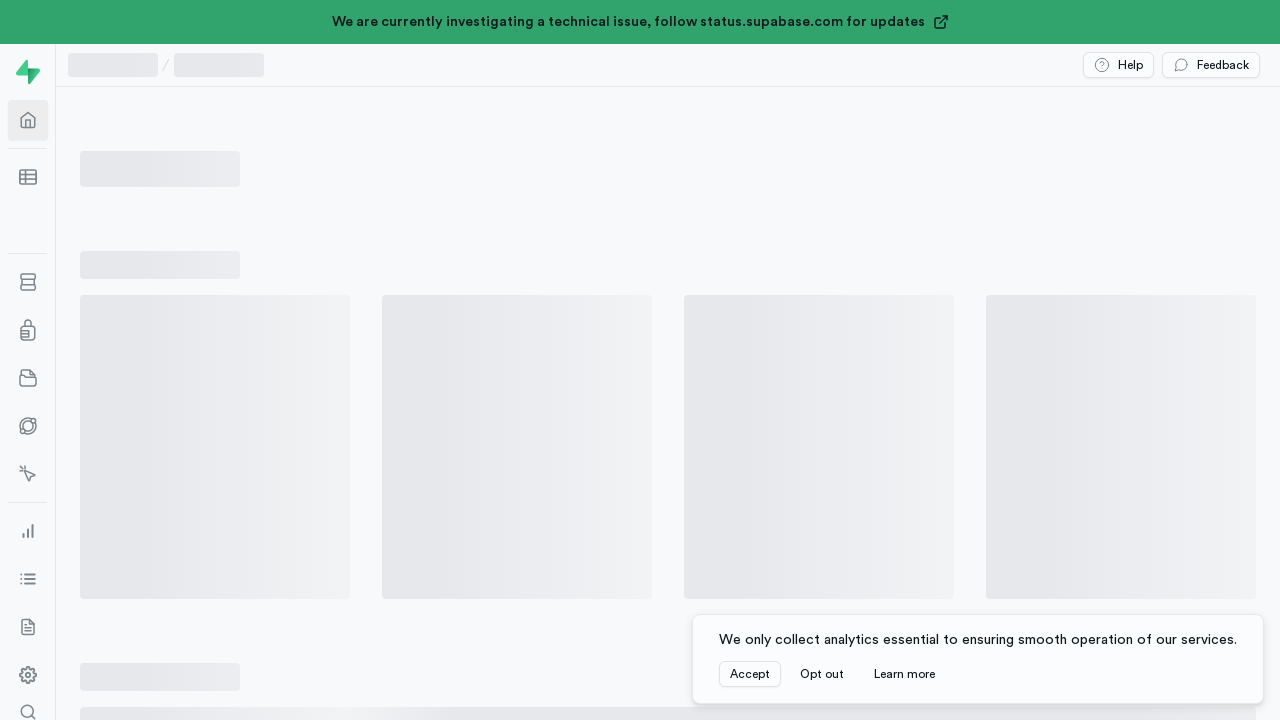 We are currently investigating a technical issue, follow status.supabase.com for updates
/
Help
Feedback
We only collect analytics essential to ensuring smooth operation of our services.
Accept
Opt out
Learn more